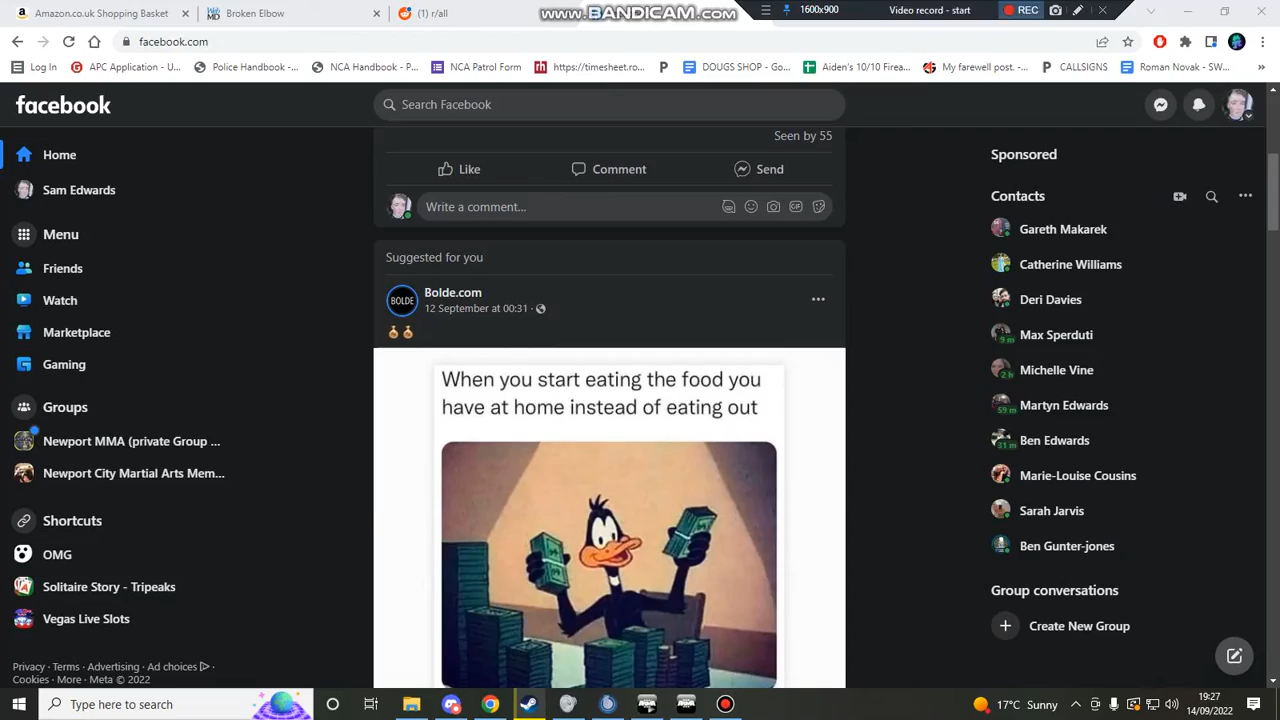 Amazon.co.uk Shopping Basket
Broken Elbow
(1) r/all
WWW.BANDICAM.COM
1600x900
Video record - start
REC
facebook.com
Log In
APC Application - U...
Police Handbook -...
NCA Handbook - P...
NCA Patrol Form
https://timesheet.ro...
DOUGS SHOP - Go...
Aiden's 10/10 Firea...
My farewell post. -...
CALLSIGNS
Roman Novak - SW...
facebook
Search Facebook
Home
Sam Edwards
Menu
Friends
Watch
Marketplace
Gaming
Groups
Newport MMA (private Group ...
Newport City Martial Arts Mem...
Shortcuts
OMG
Solitaire Story - Tripeaks
Vegas Live Slots
Privacy · Terms · Advertising · Ad choices ·
Cookies · More · Meta © 2022
Seen by 55
Like
Comment
Send
Write a comment...
GIF
Suggested for you
BOLDE
Bolde.com
12 September at 00:31 ·
When you start eating the food you
have at home instead of eating out
Sponsored
Contacts
Gareth Makarek
Catherine Williams
Deri Davies
Max Sperduti
9 m
Michelle Vine
2 h
Martyn Edwards
59 m
Ben Edwards
31 m
Marie-Louise Cousins
Sarah Jarvis
Ben Gunter-jones
Group conversations
Create New Group
Type here to search
17°C Sunny
19:27
14/09/2022